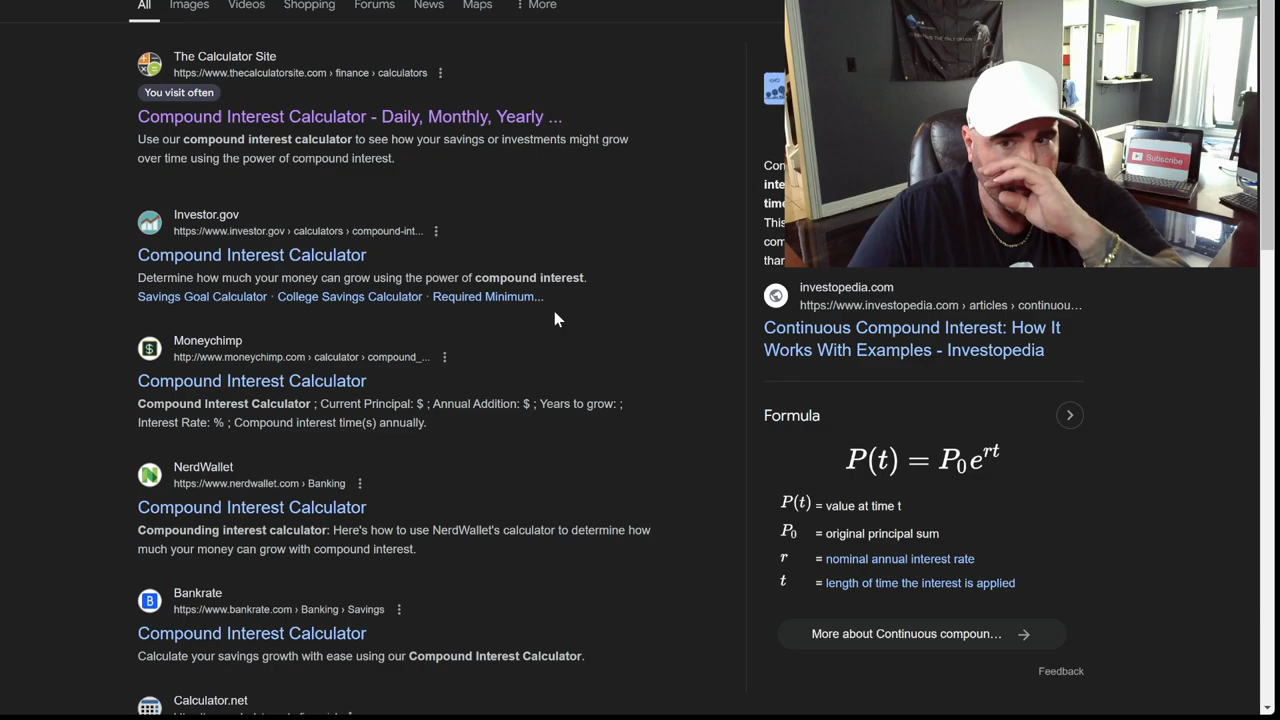 All Images Videos Shopping Forums News Maps More
The Calculator Site
https://www.thecalculatorsite.com › finance › calculators
You visit often
Compound Interest Calculator - Daily, Monthly, Yearly ...
Use our compound interest calculator to see how your savings or investments might grow
over time using the power of compound interest.
Investor.gov
https://www.investor.gov › calculators › compound-int...
Compound Interest Calculator
Determine how much your money can grow using the power of compound interest.
Savings Goal Calculator · College Savings Calculator · Required Minimum...
Moneychimp
http://www.moneychimp.com › calculator › compound_...
Compound Interest Calculator
Compound Interest Calculator ; Current Principal: $ ; Annual Addition: $ ; Years to grow: ;
Interest Rate: % ; Compound interest time(s) annually.
NerdWallet
https://www.nerdwallet.com › Banking
Compound Interest Calculator
Compounding interest calculator: Here's how to use NerdWallet's calculator to determine how
much your money can grow with compound interest.
Bankrate
https://www.bankrate.com › Banking › Savings
Compound Interest Calculator
Calculate your savings growth with ease using our Compound Interest Calculator.
Calculator.net
Subscribe
Con
inte
time
This
com
than
investopedia.com
https://www.investopedia.com › articles › continuou...
Continuous Compound Interest: How It
Works With Examples - Investopedia
Formula
P(t) = P₀e^{rt}
P(t) = value at time t
P₀ = original principal sum
r = nominal annual interest rate
t = length of time the interest is applied
More about Continuous compoun...
Feedback